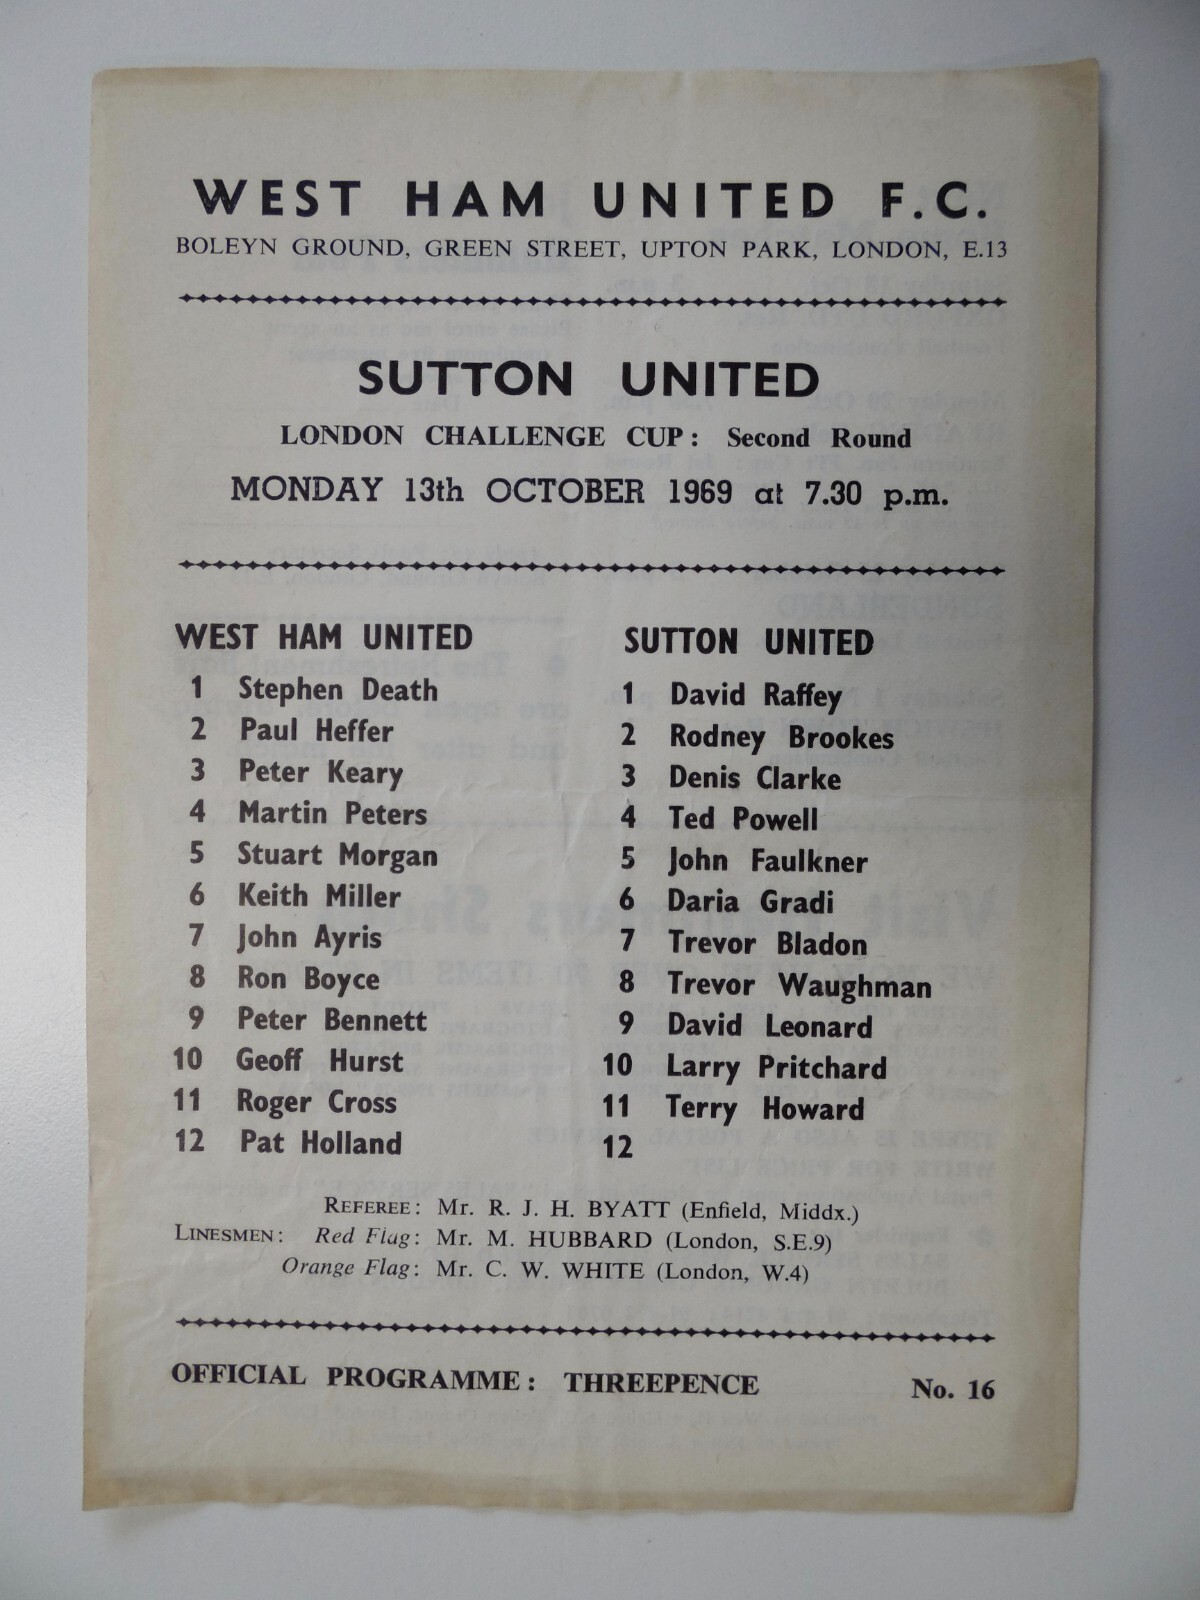 WEST HAM UNITED F.C.
BOLEYN GROUND, GREEN STREET, UPTON PARK, LONDON, E.13
SUTTON UNITED
LONDON CHALLENGE CUP: Second Round
MONDAY 13th OCTOBER 1969 at 7.30 p.m.
WEST HAM UNITED
1 Stephen Death
2 Paul Heffer
3 Peter Keary
4 Martin Peters
5 Stuart Morgan
6 Keith Miller
7 John Ayris
8 Ron Boyce
9 Peter Bennett
10 Geoff Hurst
11 Roger Cross
12 Pat Holland
SUTTON UNITED
1 David Raffey
2 Rodney Brookes
3 Denis Clarke
4 Ted Powell
5 John Faulkner
6 Daria Gradi
7 Trevor Bladon
8 Trevor Waughman
9 David Leonard
10 Larry Pritchard
11 Terry Howard
12
REFEREE: Mr. R. J. H. BYATT (Enfield, Middx.)
LINESMEN: Red Flag: Mr. M. HUBBARD (London, S.E.9)
Orange Flag: Mr. C. W. WHITE (London, W.4)
OFFICIAL PROGRAMME: THREEPENCE No. 16